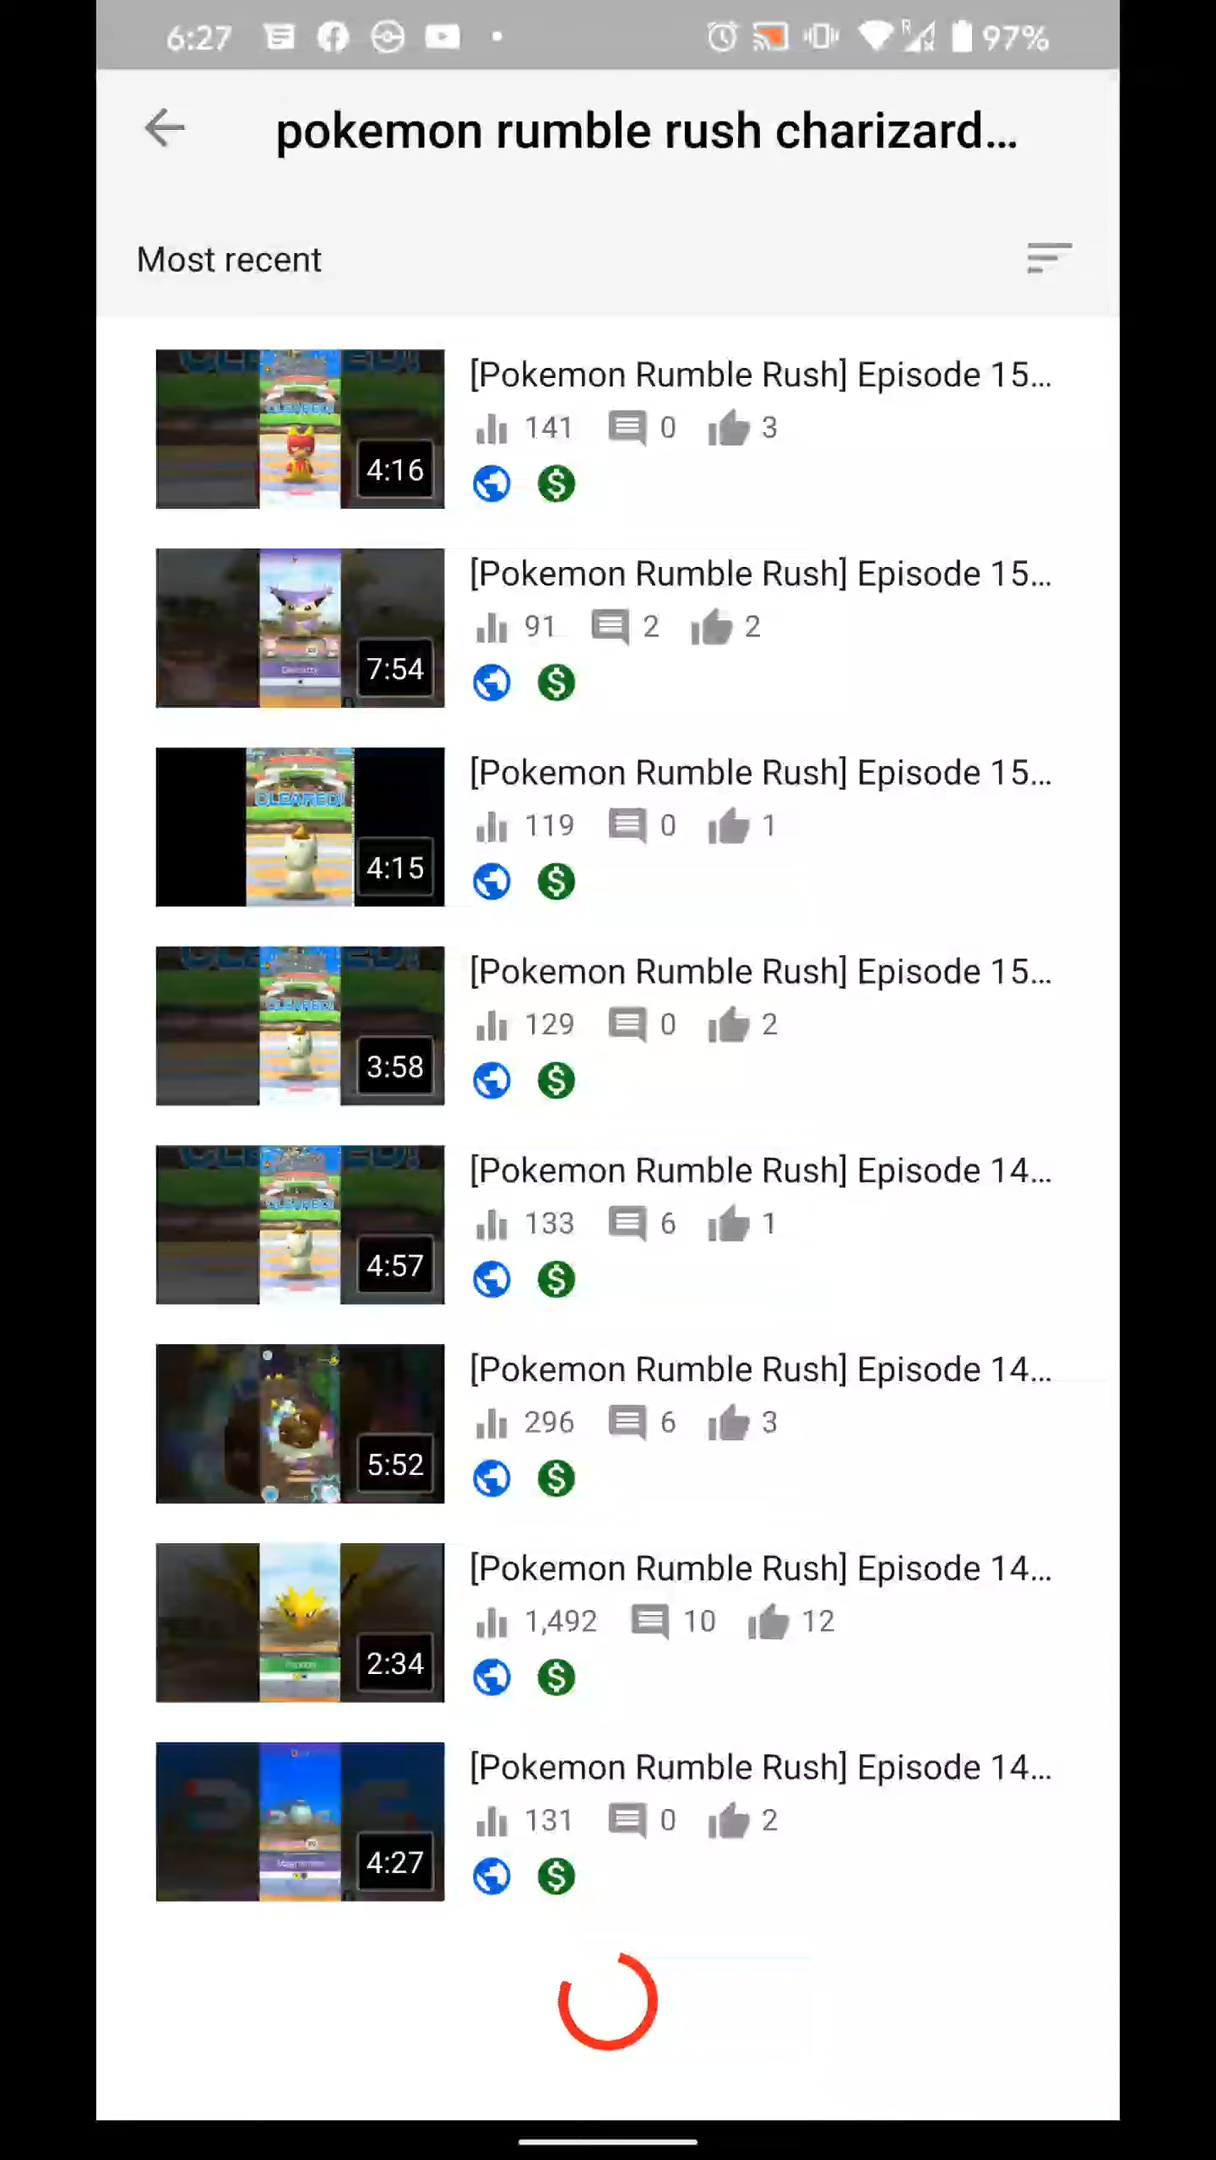 6:27
97%
pokemon rumble rush charizard...
Most recent
CLEARED!
4:16
[Pokemon Rumble Rush] Episode 15...
141 0 3
7:54
[Pokemon Rumble Rush] Episode 15...
91 2 2
CLEARED!
4:15
[Pokemon Rumble Rush] Episode 15...
119 0 1
CLEARED!
3:58
[Pokemon Rumble Rush] Episode 15...
129 0 2
CLEARED!
4:57
[Pokemon Rumble Rush] Episode 14...
133 6 1
5:52
[Pokemon Rumble Rush] Episode 14...
296 6 3
2:34
[Pokemon Rumble Rush] Episode 14...
1,492 10 12
4:27
[Pokemon Rumble Rush] Episode 14...
131 0 2